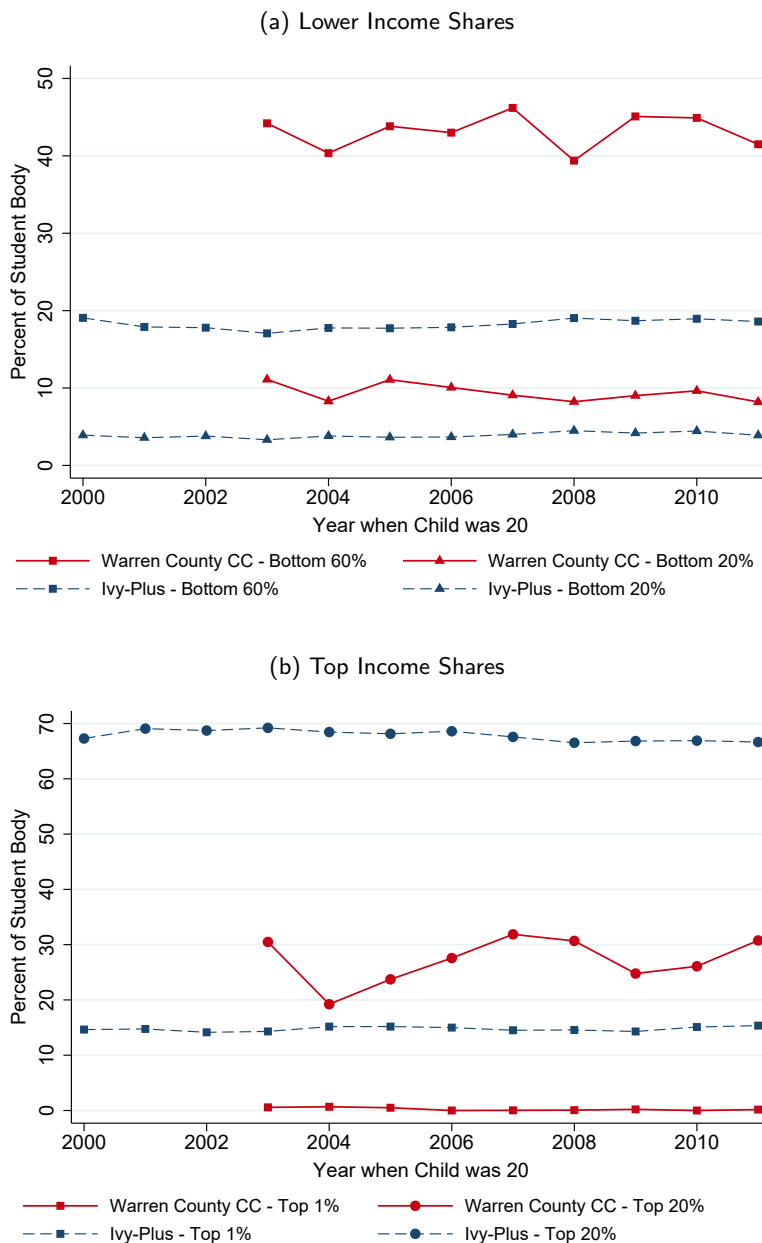 (a) Lower Income Shares
Percent of Student Body
50
40
30
20
10
0
2000 2002 2004 2006 2008 2010
Year when Child was 20
Warren County CC - Bottom 60% Warren County CC - Bottom 20%
Ivy-Plus - Bottom 60% Ivy-Plus - Bottom 20%
(b) Top Income Shares
Percent of Student Body
70
60
50
40
30
20
10
0
2000 2002 2004 2006 2008 2010
Year when Child was 20
Warren County CC - Top 1% Warren County CC - Top 20%
Ivy-Plus - Top 1% Ivy-Plus - Top 20%